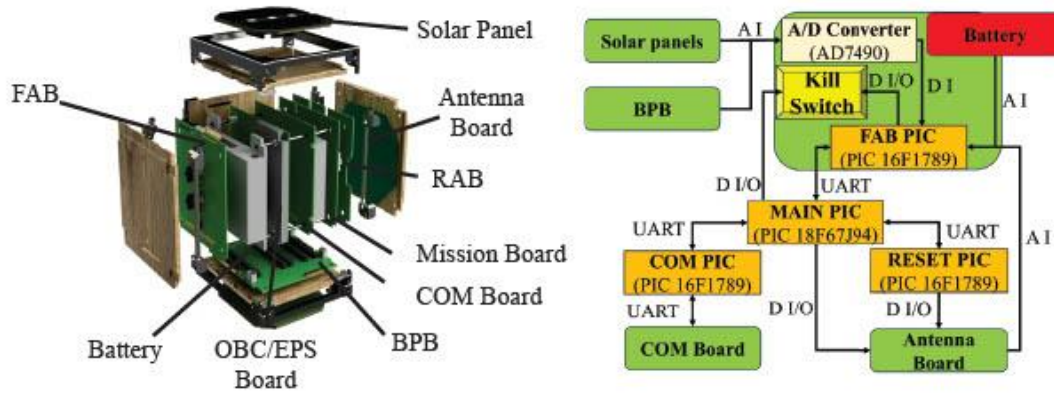 Solar Panel
FAB
Antenna
Board
RAB
Mission Board
COM Board
BPB
Battery
OBC/EPS
Board
Solar panels
A I
A/D Converter
(AD7490)
Battery
BPB
Kill
Switch
D I/O
D I
A I
FAB PIC
(PIC 16F1789)
D I/O
UART
MAIN PIC
(PIC 18F67J94)
UART
UART
A I
COM PIC
(PIC 16F1789)
RESET PIC
(PIC 16F1789)
UART
D I/O
D I/O
COM Board
Antenna
Board